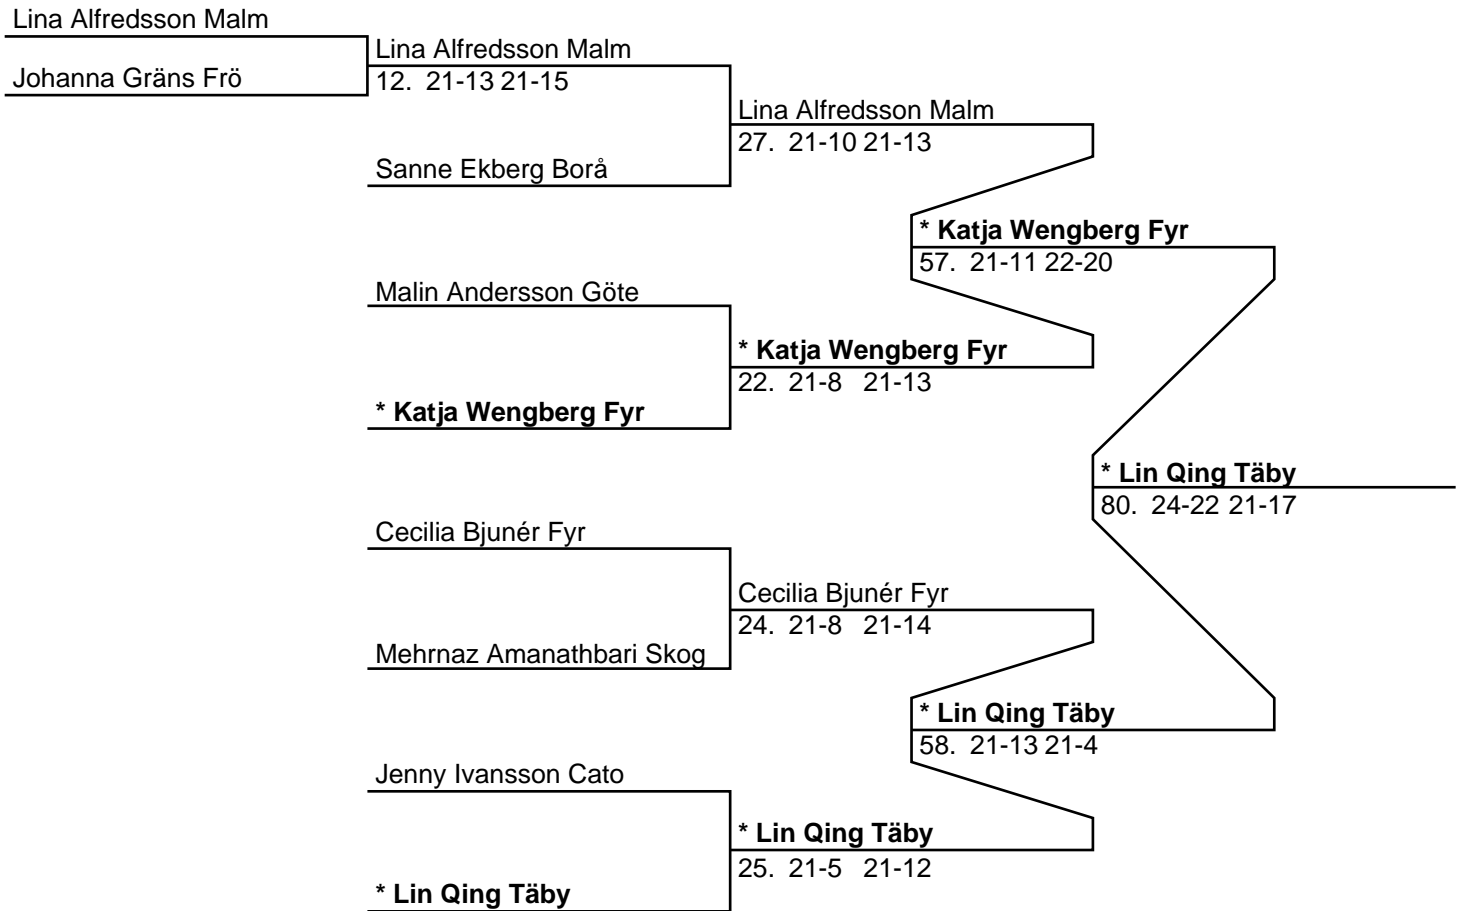 Lina Alfredsson Malm
Lina Alfredsson Malm
Johanna Gräns Frö
12. 21-13 21-15
Lina Alfredsson Malm
27. 21-10 21-13
Sanne Ekberg Borå
* Katja Wengberg Fyr
57. 21-11 22-20
Malin Andersson Göte
* Katja Wengberg Fyr
22. 21-8 21-13
* Katja Wengberg Fyr
* Lin Qing Täby
80. 24-22 21-17
Cecilia Bjunér Fyr
Cecilia Bjunér Fyr
24. 21-8 21-14
Mehrnaz Amanathbari Skog
* Lin Qing Täby
58. 21-13 21-4
Jenny Ivansson Cato
* Lin Qing Täby
25. 21-5 21-12
* Lin Qing Täby